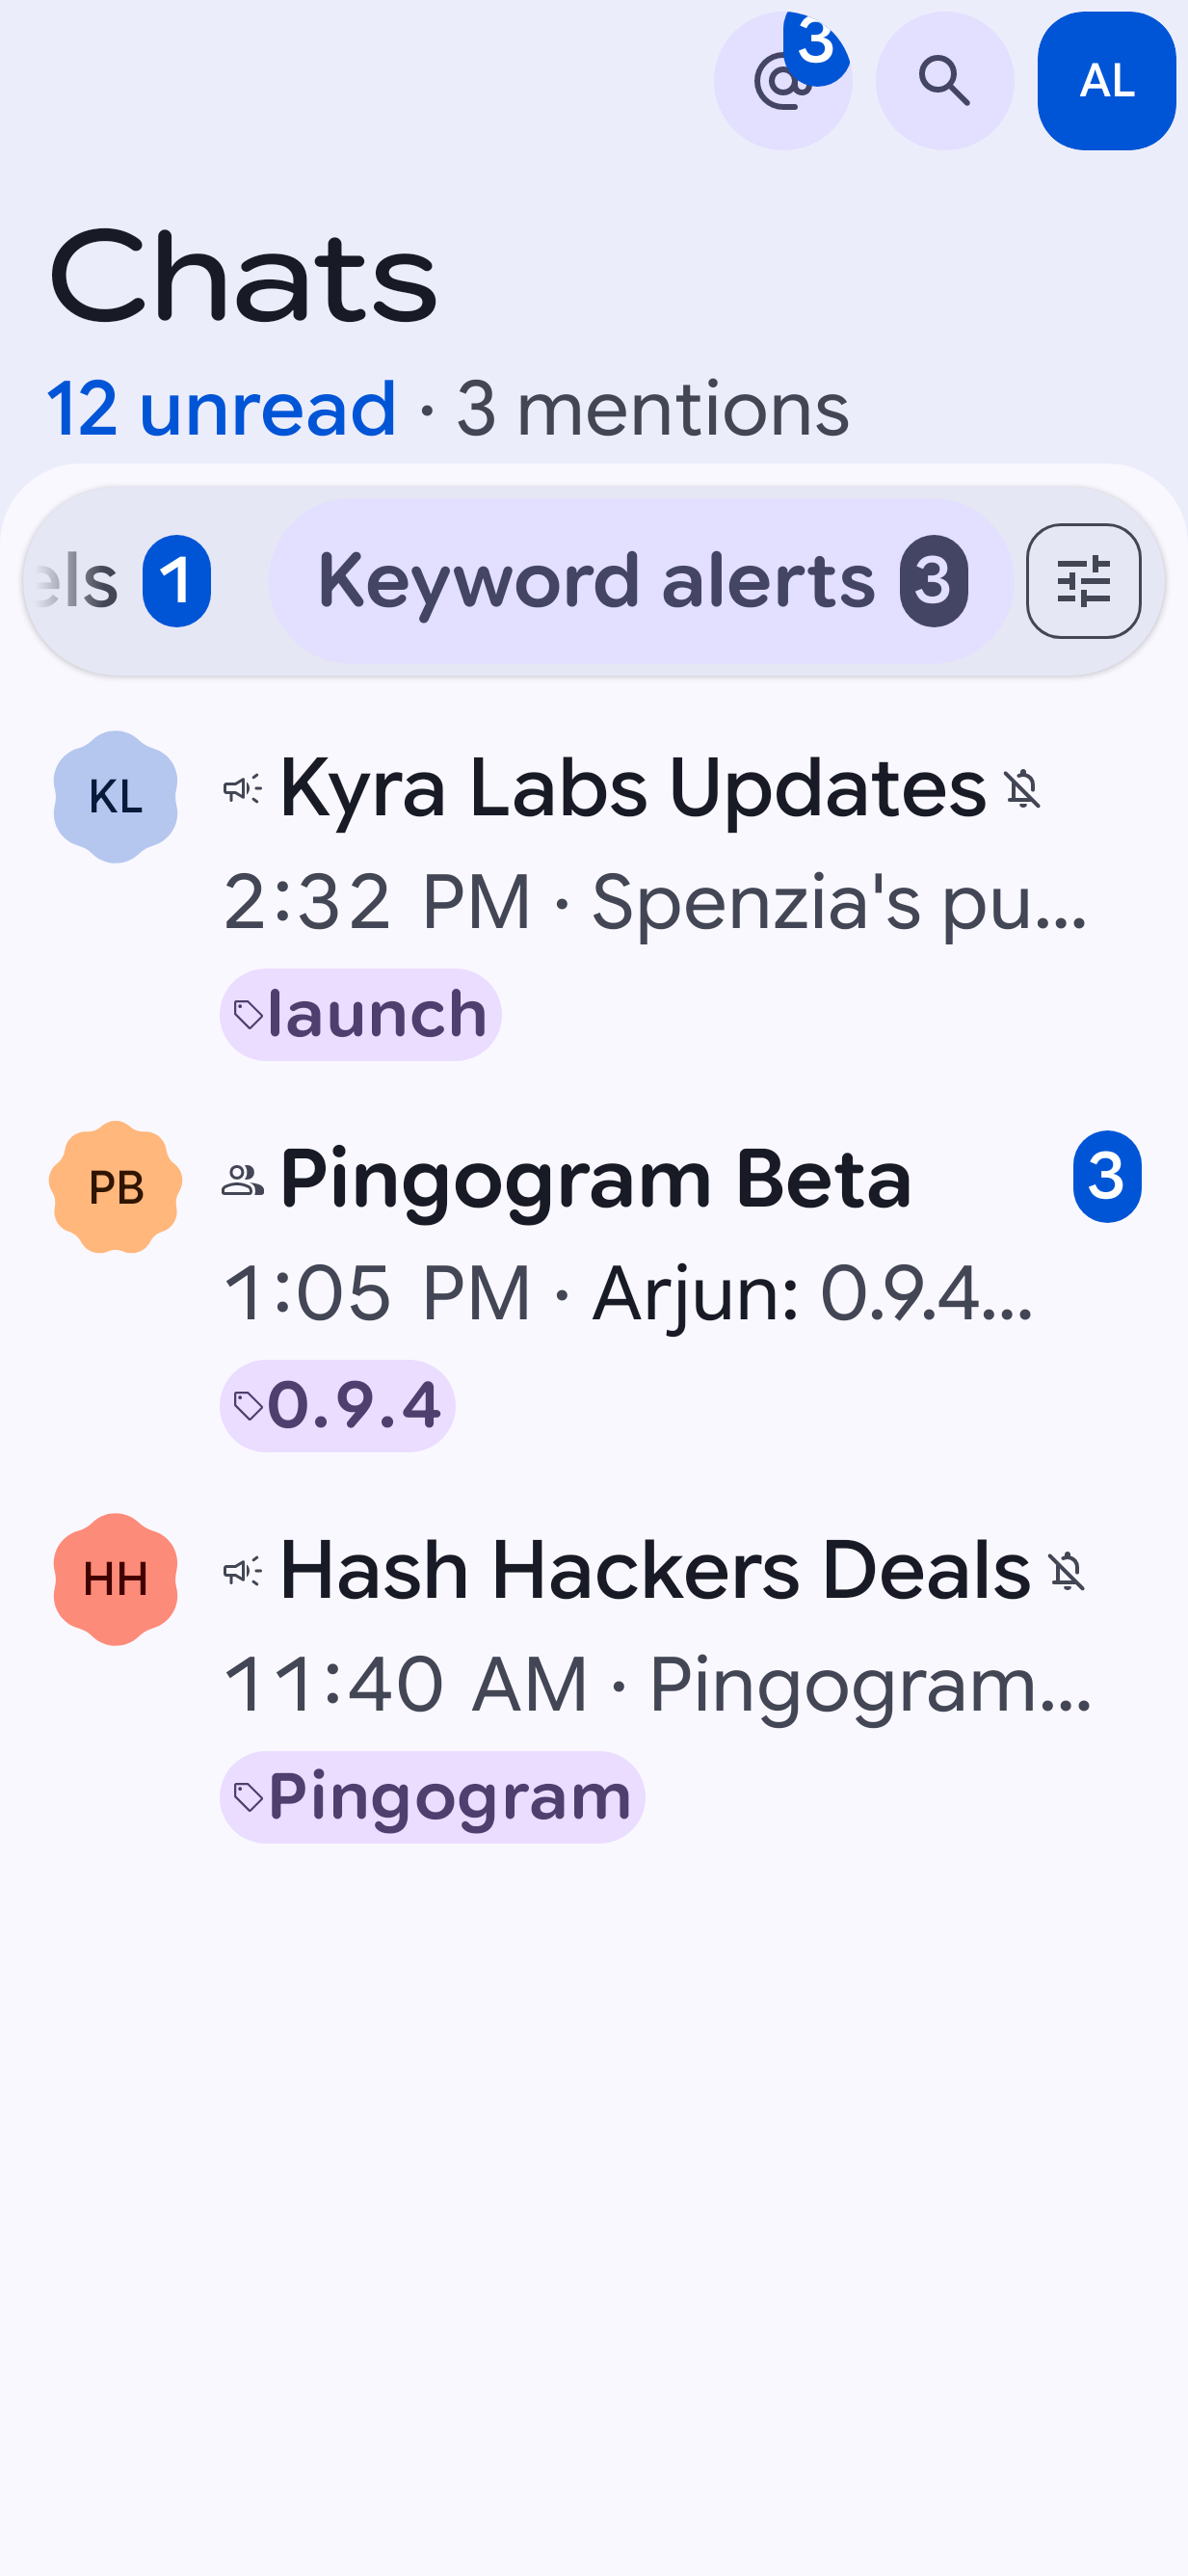 3
AL
Chats
12 unread · 3 mentions
els 1 Keyword alerts 3
KL Kyra Labs Updates
2:32 PM · Spenzia's pu...
launch
PB Pingogram Beta 3
1:05 PM · Arjun: 0.9.4...
0.9.4
HH Hash Hackers Deals
11:40 AM · Pingogram...
Pingogram